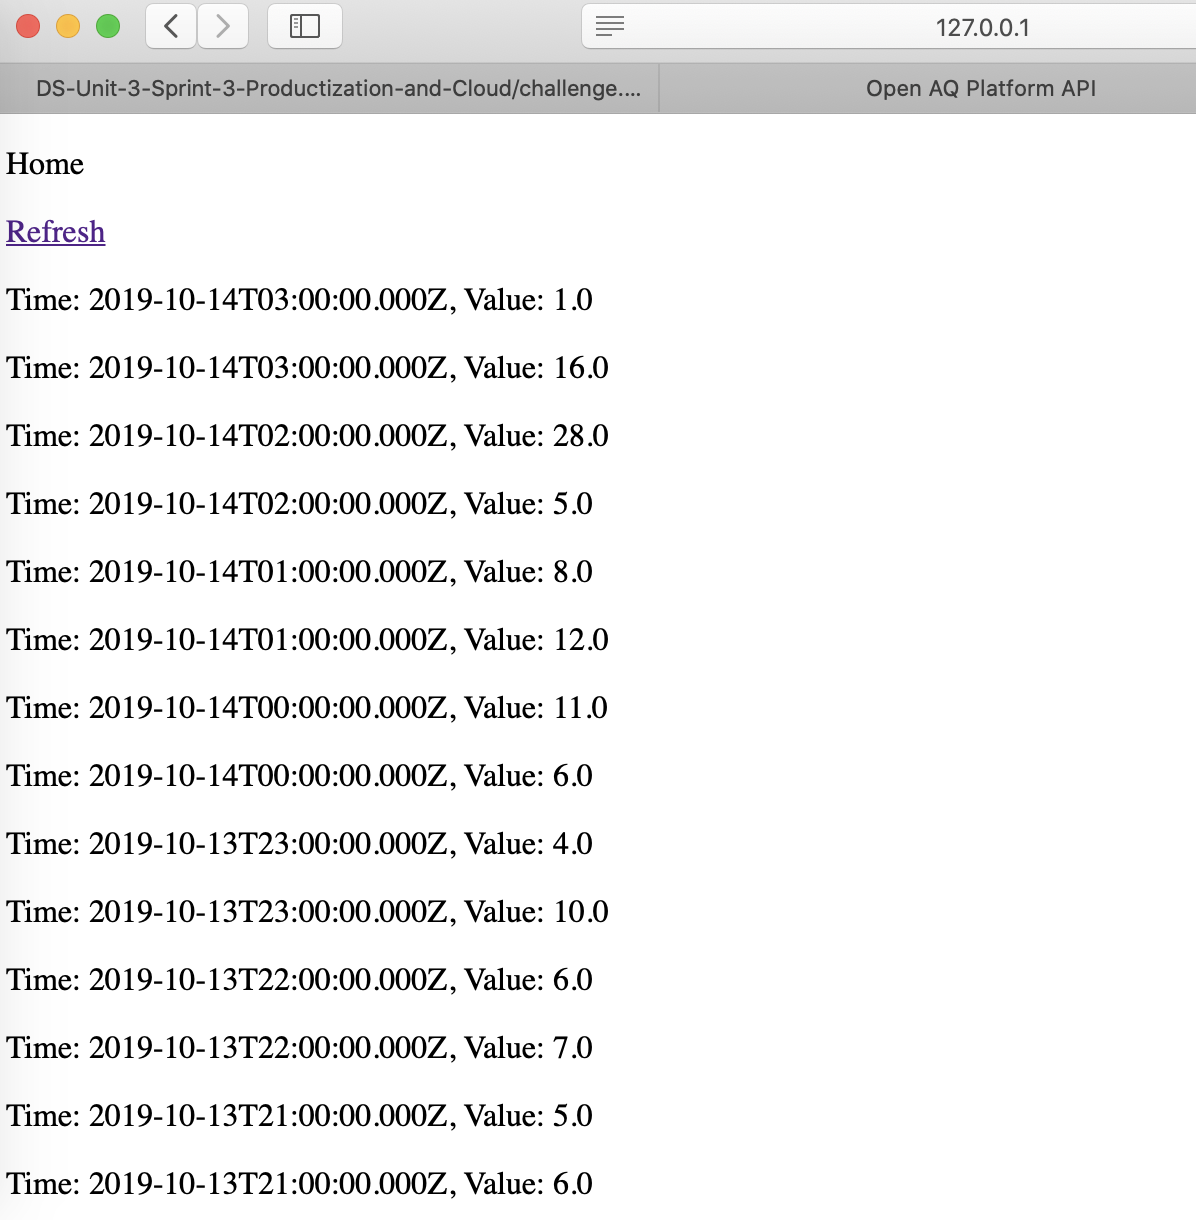 127.0.0.1
DS-Unit-3-Sprint-3-Productization-and-Cloud/challenge....
Open AQ Platform API
Home
Refresh
Time: 2019-10-14T03:00:00.000Z, Value: 1.0
Time: 2019-10-14T03:00:00.000Z, Value: 16.0
Time: 2019-10-14T02:00:00.000Z, Value: 28.0
Time: 2019-10-14T02:00:00.000Z, Value: 5.0
Time: 2019-10-14T01:00:00.000Z, Value: 8.0
Time: 2019-10-14T01:00:00.000Z, Value: 12.0
Time: 2019-10-14T00:00:00.000Z, Value: 11.0
Time: 2019-10-14T00:00:00.000Z, Value: 6.0
Time: 2019-10-13T23:00:00.000Z, Value: 4.0
Time: 2019-10-13T23:00:00.000Z, Value: 10.0
Time: 2019-10-13T22:00:00.000Z, Value: 6.0
Time: 2019-10-13T22:00:00.000Z, Value: 7.0
Time: 2019-10-13T21:00:00.000Z, Value: 5.0
Time: 2019-10-13T21:00:00.000Z, Value: 6.0